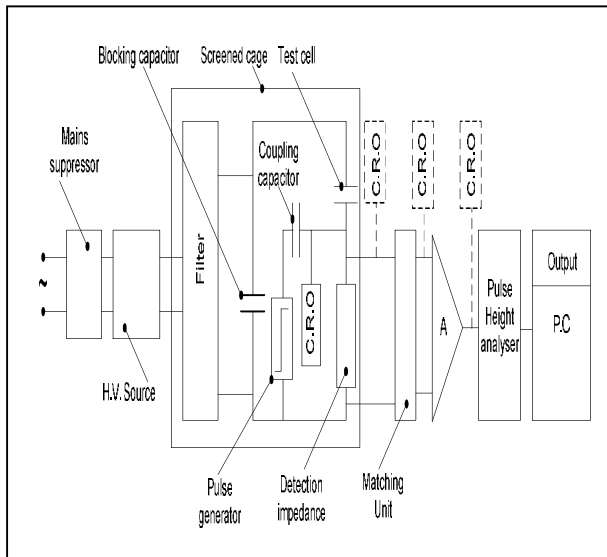 Blocking capacitor
Screened cage
Test cell
Mains
suppressor
Coupling
capacitor
C.R.O
C.R.O
C.R.O
Filter
C.R.O
A
Pulse
Height
analyser
Output
P.C
~
H.V. Source
Pulse
generator
Detection
impedance
Matching
Unit